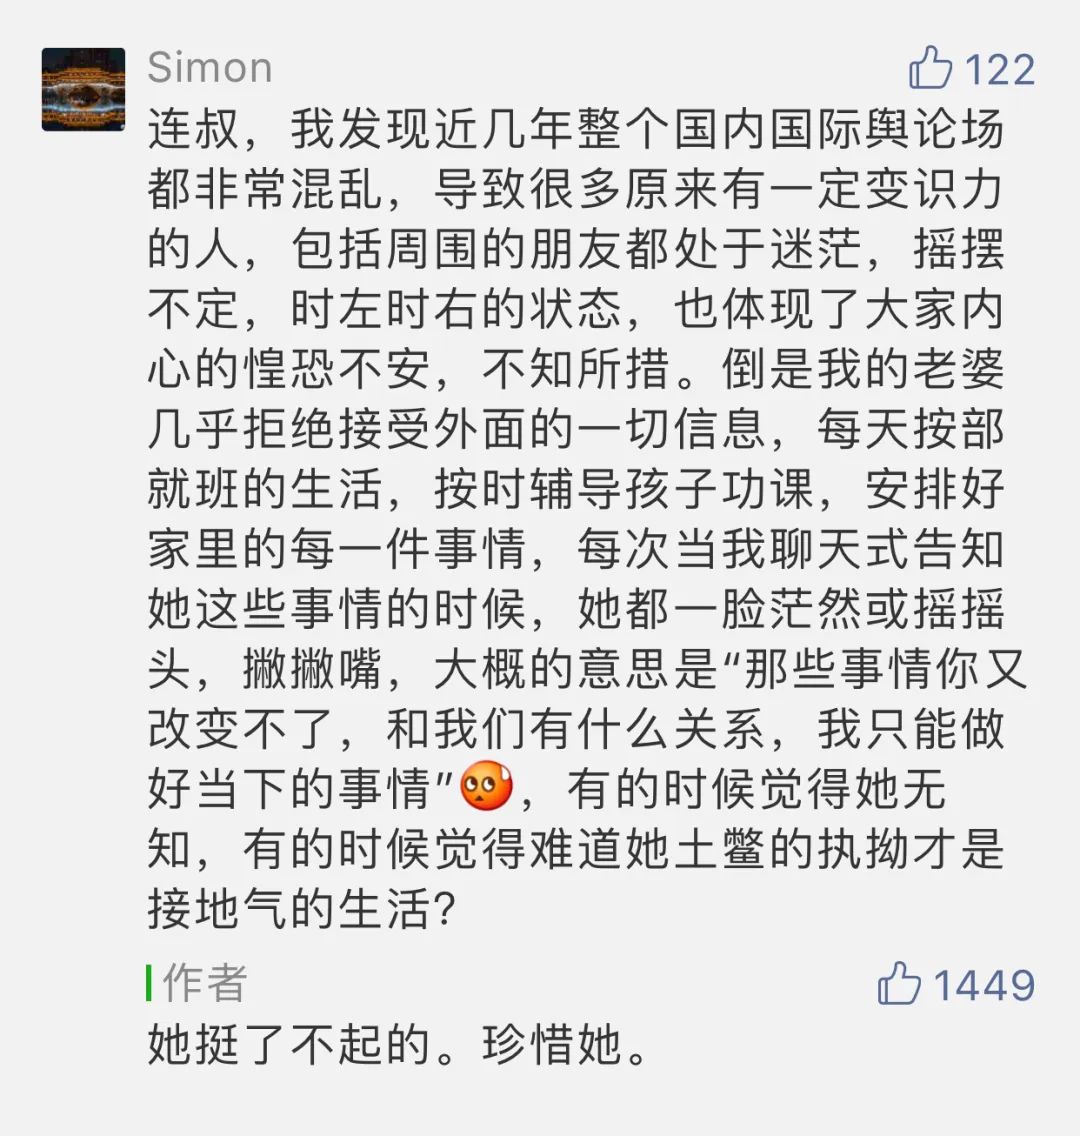 Simon
122
连叔，我发现近几年整个国内国际舆论场
都非常混乱，导致很多原来有一定变识力
的人，包括周围的朋友都处于迷茫，摇摆
不定，时左时右的状态，也体现了大家内
心的惶恐不安，不知所措。倒是我的老婆
几乎拒绝接受外面的一切信息，每天按部
就班的生活，按时辅导孩子功课，安排好
家里的每一件事情，每次当我聊天式告知
她这些事情的时候，她都一脸茫然或摇摇
头，撇撇嘴，大概的意思是“那些事情你又
改变不了，和我们有什么关系，我只能做
好当下的事情”，有的时候觉得她无
知，有的时候觉得难道她土鳖的执拗才是
接地气的生活？
作者
1449
她挺了不起的。珍惜她。